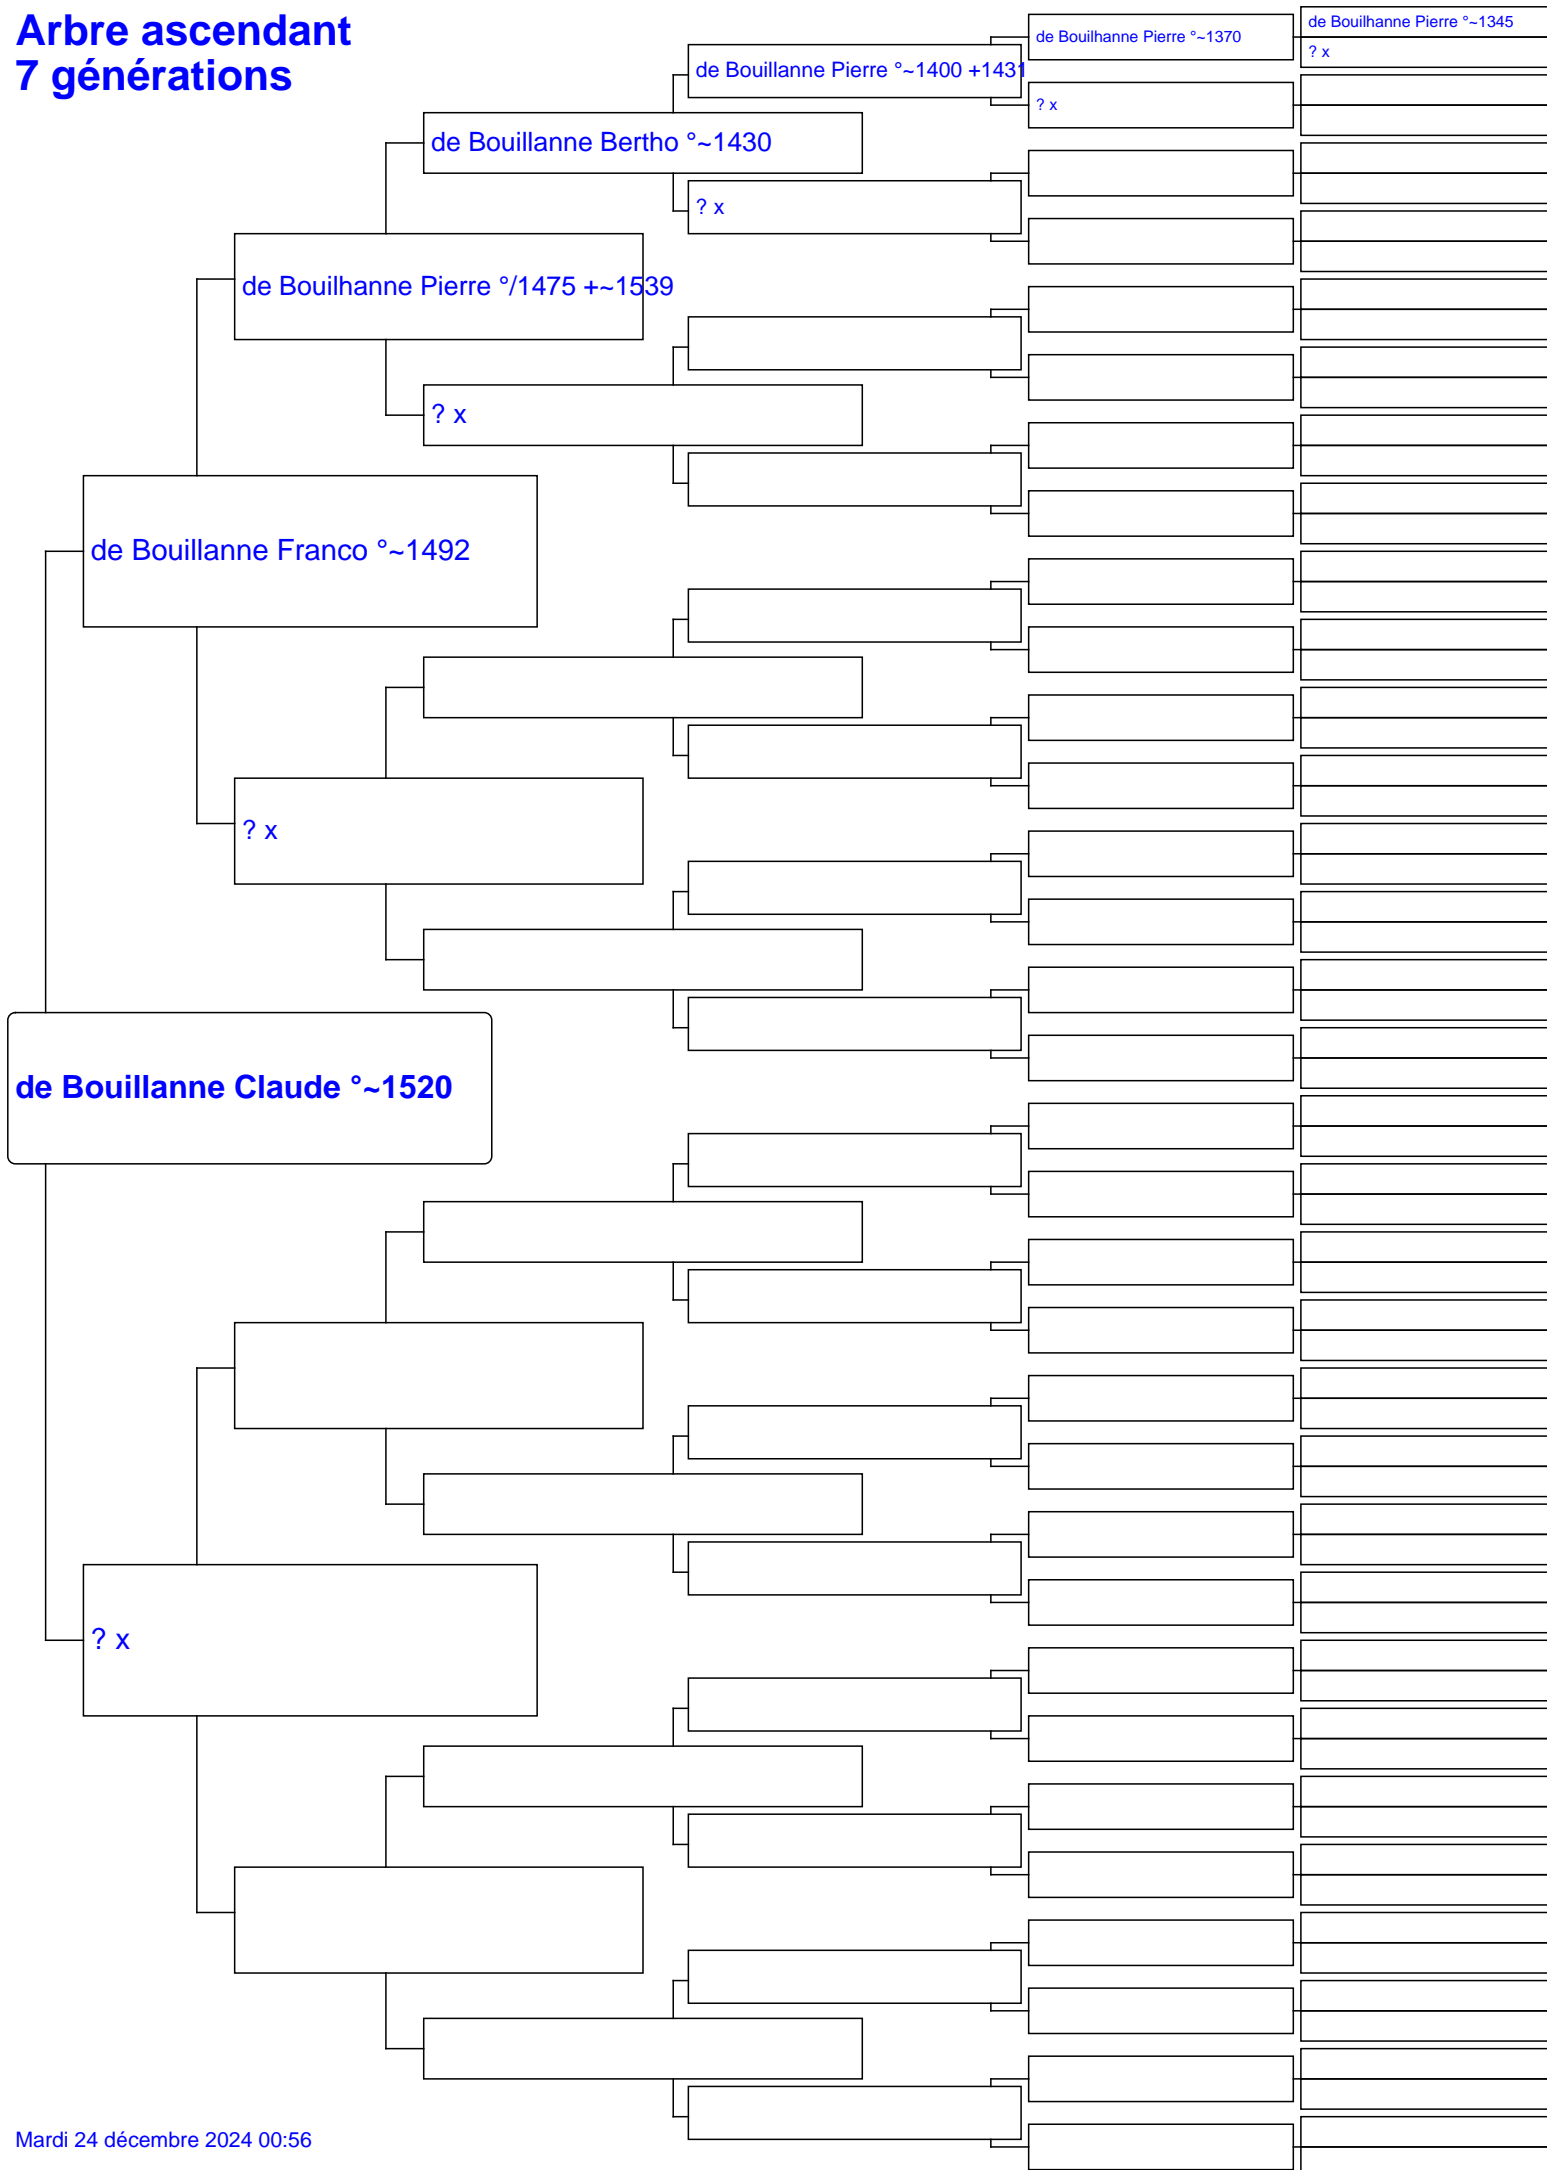 Arbre ascendant
7 générations
de Bouilhanne Pierre °~1345
? x
de Bouilhanne Pierre °~1370
de Bouillanne Pierre °~1400 +1431
? x
de Bouillanne Bertho °~1430
? x
de Bouilhanne Pierre °/1475 +~1539
? x
de Bouillanne Franco °~1492
? x
de Bouillanne Claude °~1520
? x
Mardi 24 décembre 2024 00:56